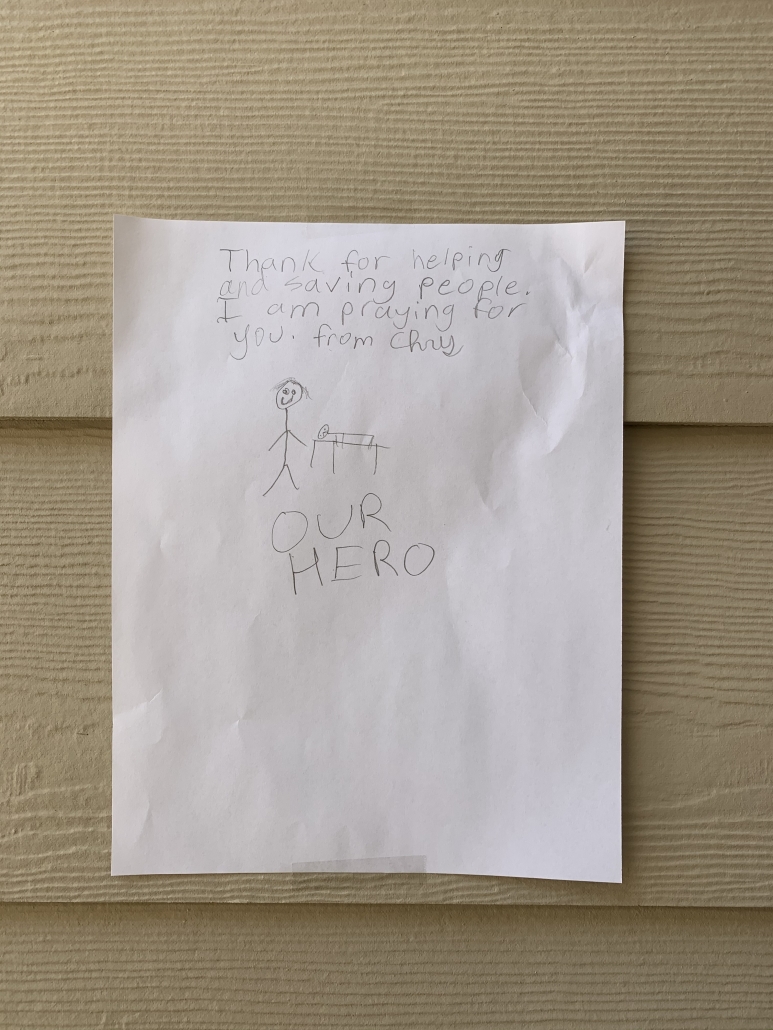 Thank for helping
and saving people.
I am praying for
you. from
OUR
HERO